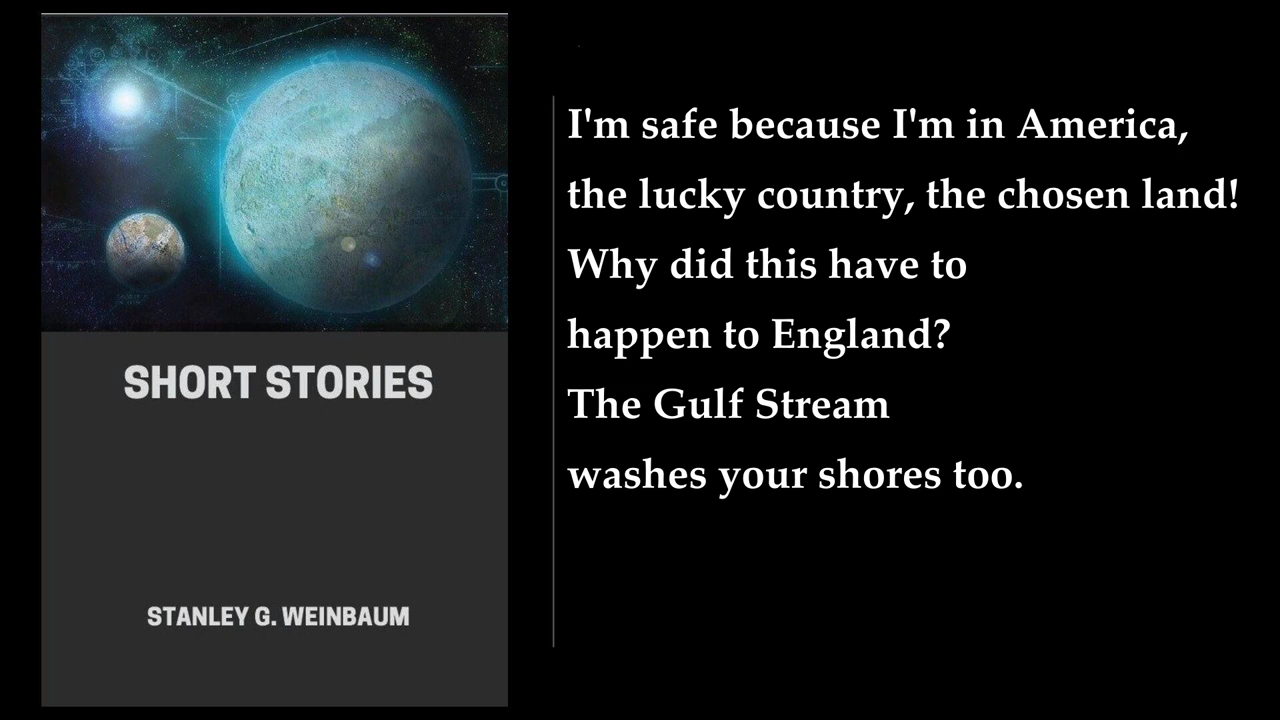 SHORT STORIES
STANLEY G. WEINBAUM
I'm safe because I'm in America,
the lucky country, the chosen land!
Why did this have to
happen to England?
The Gulf Stream
washes your shores too.